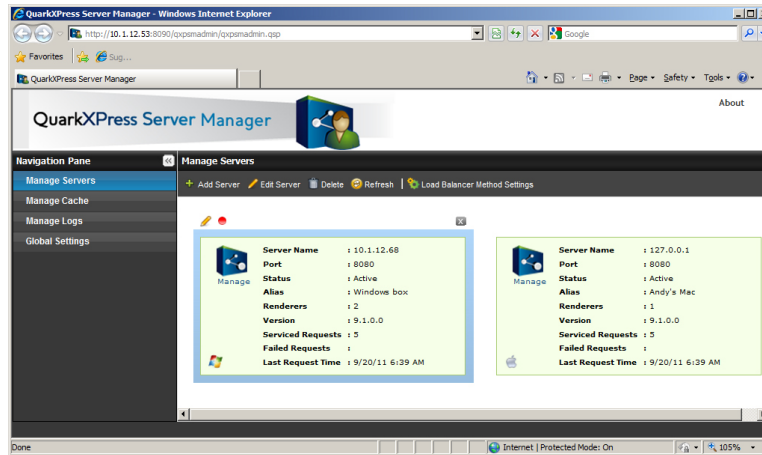 QuarkXPress Server Manager - Windows Internet Explorer
http://10.1.12.53:8090/qxpsmadmin/qxpsmadmin.qsp
Google
Favorites Sug...
QuarkXPress Server Manager
Page Safety Tools
QuarkXPress Server Manager
About
Navigation Pane
Manage Servers
Manage Cache
Manage Logs
Global Settings
Manage Servers
Add Server Edit Server Delete Refresh | Load Balancer Method Settings
Manage
Server Name : 10.1.12.68
Port : 8080
Status : Active
Alias : Windows box
Renderers : 2
Version : 9.1.0.0
Serviced Requests : 5
Failed Requests :
Last Request Time : 9/20/11 6:39 AM
Manage
Server Name : 127.0.0.1
Port : 8080
Status : Active
Alias : Andy's Mac
Renderers : 1
Version : 9.1.0.0
Serviced Requests : 5
Failed Requests :
Last Request Time : 9/20/11 6:39 AM
Done
Internet | Protected Mode: On
105%